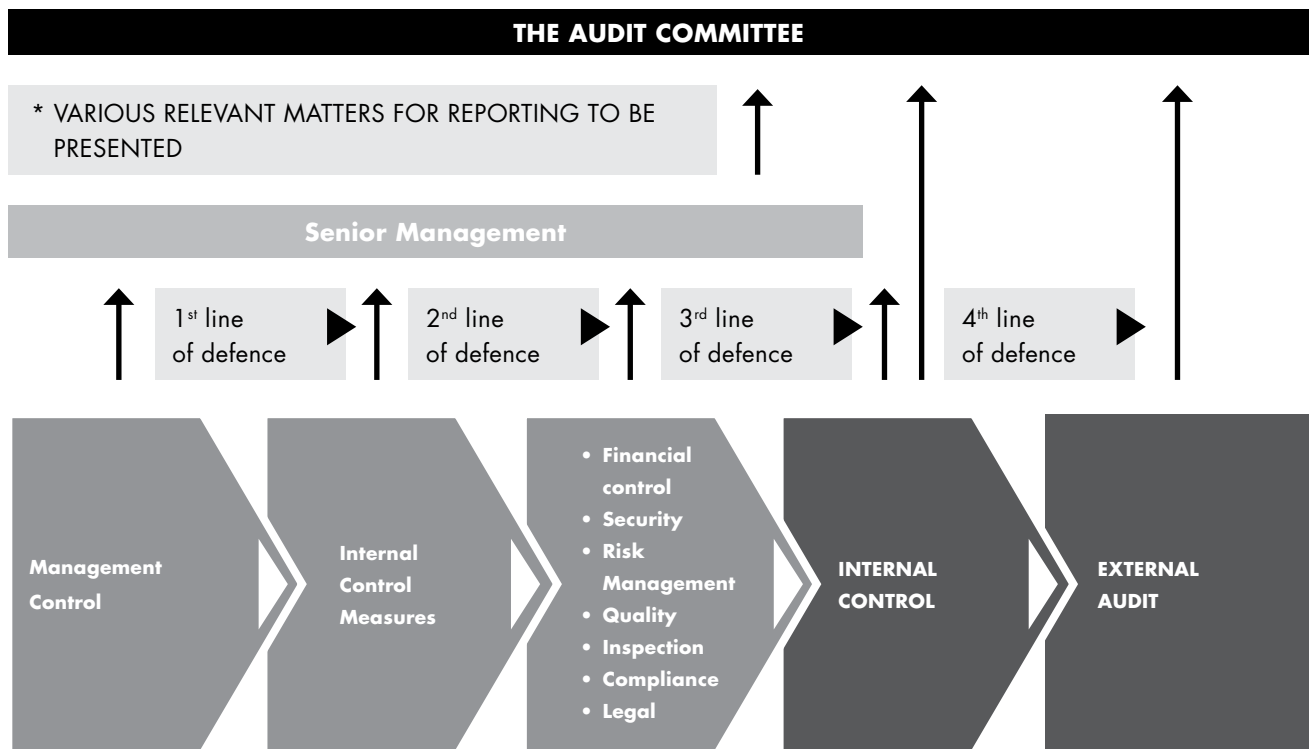 THE AUDIT COMMITTEE
* VARIOUS RELEVANT MATTERS FOR REPORTING TO BE
PRESENTED
Senior Management
1st line
of defence
2nd line
of defence
3rd line
of defence
4th line
of defence
Management
Control
Internal
Control
Measures
• Financial
control
• Security
• Risk
Management
• Quality
• Inspection
• Compliance
• Legal
INTERNAL
CONTROL
EXTERNAL
AUDIT